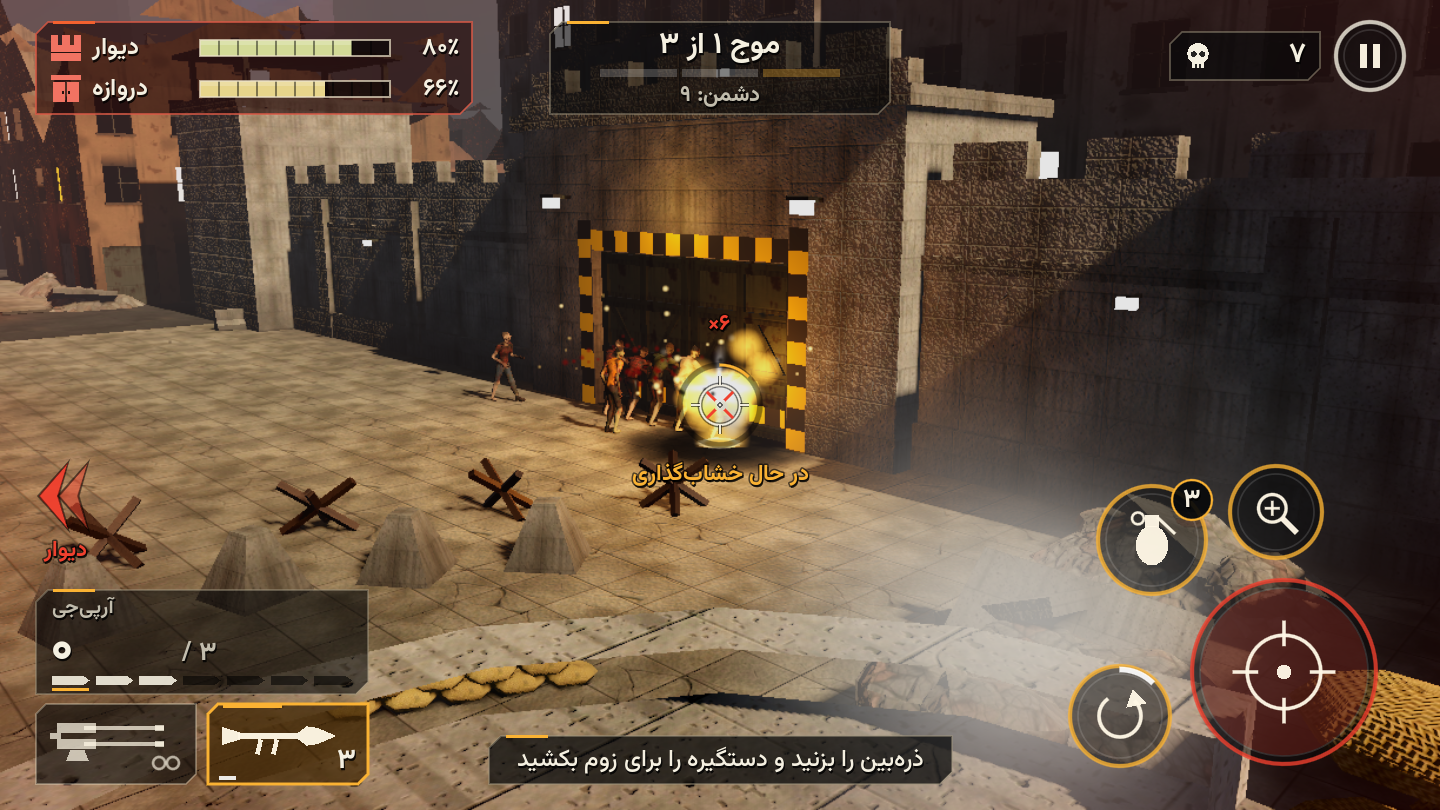 دیوار ۸۰٪
دروازه ۶۶٪
موج ۱ از ۳
دشمن: ۹
۷
×۶
در حال خشاب‌گذاری
دیوار
۳
آرپی‌جی
۰ / ۳
∞
۳
ذره‌بین را بزنید و دستگیره را برای زوم بکشید